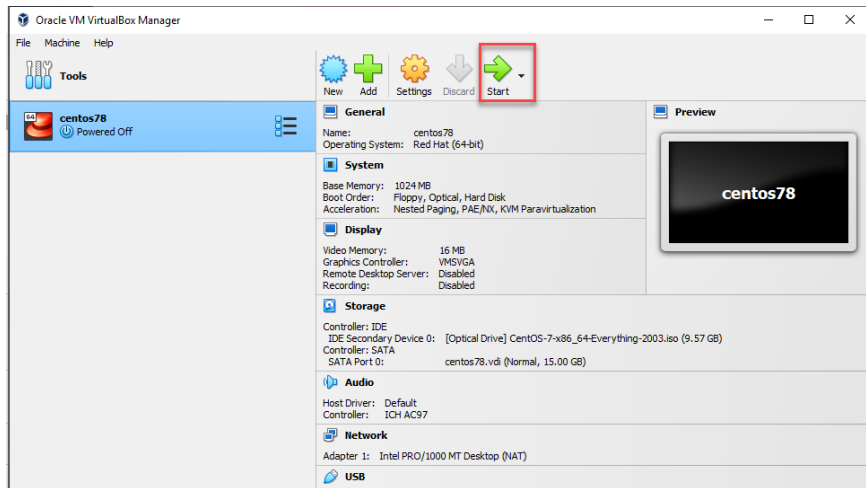 Oracle VM VirtualBox Manager
File Machine Help
Tools
New Add Settings Discard Start
64 centos78
Powered Off
General
Name: centos78
Operating System: Red Hat (64-bit)
System
Base Memory: 1024 MB
Boot Order: Floppy, Optical, Hard Disk
Acceleration: Nested Paging, PAE/NX, KVM Paravirtualization
Display
Video Memory: 16 MB
Graphics Controller: VMSVGA
Remote Desktop Server: Disabled
Recording: Disabled
Storage
Controller: IDE
IDE Secondary Device 0: [Optical Drive] CentOS-7-x86_64-Everything-2003.iso (9.57 GB)
Controller: SATA
SATA Port 0: centos78.vdi (Normal, 15.00 GB)
Audio
Host Driver: Default
Controller: ICH AC97
Network
Adapter 1: Intel PRO/1000 MT Desktop (NAT)
USB
Preview
centos78